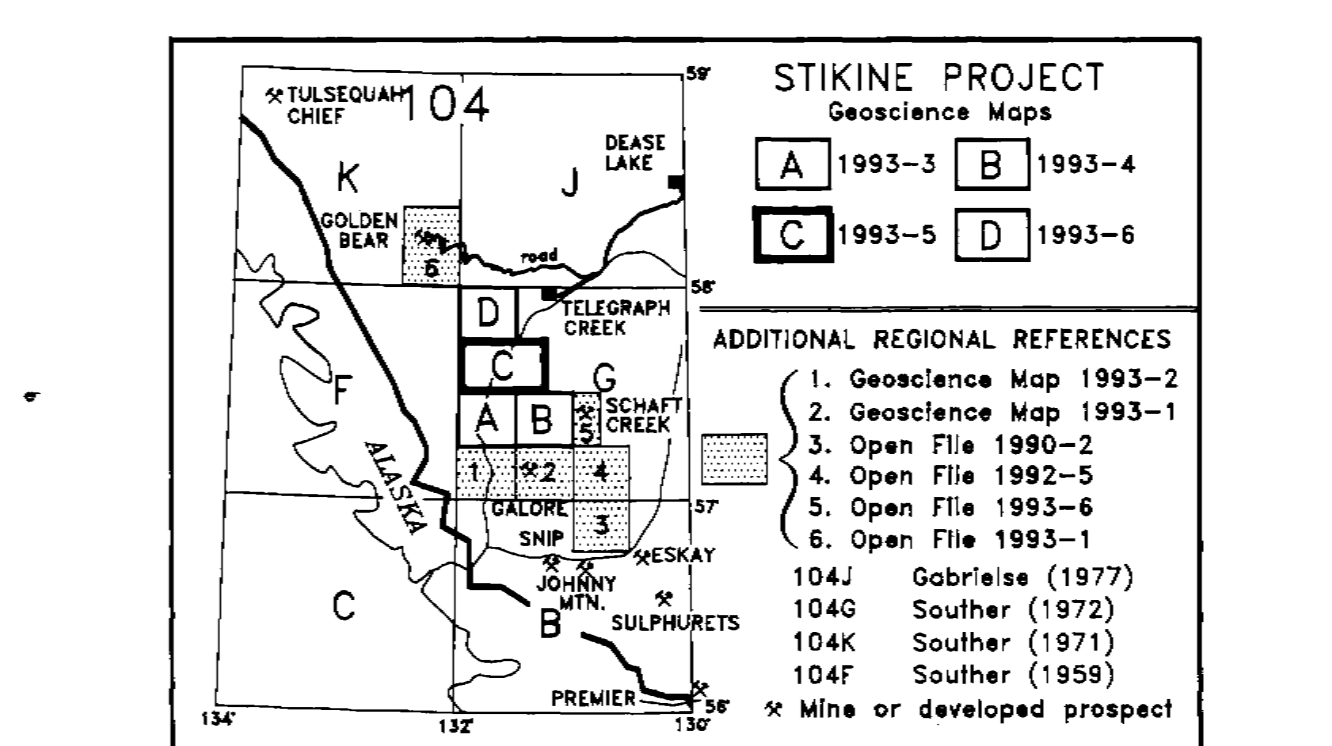 59°
TULSEQUAH
CHIEF
104
DEASE
LAKE
K
J
GOLDEN
BEAR
6
road
58°
D
TELEGRAPH
CREEK
C
F
G
A
B
5
SCHAFT
CREEK
ALASKA
1
2
4
57°
GALORE
3
SNIP
ESKAY
JOHNNY
MTN.
C
B
SULPHURETS
PREMIER
56°
134°
132°
130°
STIKINE PROJECT
Geoscience Maps
A 1993-3 B 1993-4
C 1993-5 D 1993-6
ADDITIONAL REGIONAL REFERENCES
1. Geoscience Map 1993-2
2. Geoscience Map 1993-1
3. Open File 1990-2
4. Open File 1992-5
5. Open File 1993-6
6. Open File 1993-1
104J Gabrielse (1977)
104G Souther (1972)
104K Souther (1971)
104F Souther (1959)
Mine or developed prospect